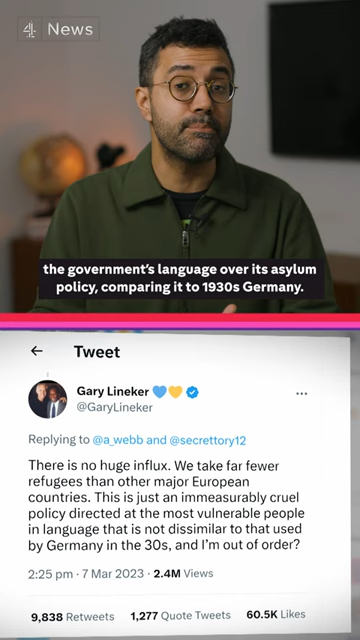 4 News
the government's language over its asylum
policy, comparing it to 1930s Germany.
Tweet
Gary Lineker 💙💛
@GaryLineker
Replying to @a_webb and @secrettory12
There is no huge influx. We take far fewer
refugees than other major European
countries. This is just an immeasurably cruel
policy directed at the most vulnerable people
in language that is not dissimilar to that used
by Germany in the 30s, and I'm out of order?
2:25 pm · 7 Mar 2023 · 2.4M Views
9,838 Retweets 1,277 Quote Tweets 60.5K Likes